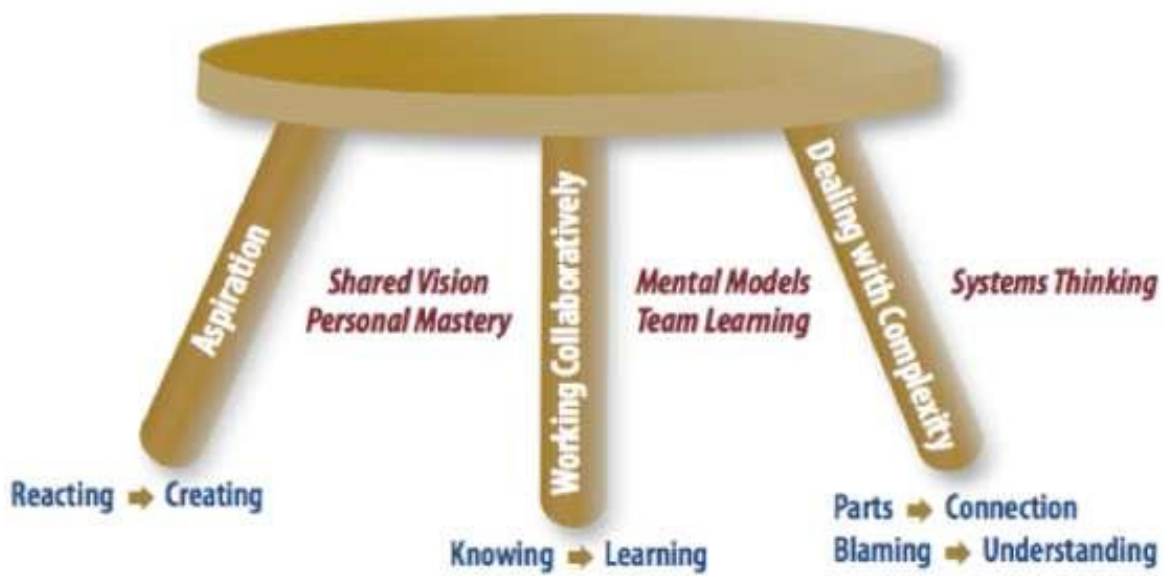 Aspiration
Shared Vision
Personal Mastery
Working Collaboratively
Mental Models
Team Learning
Dealing with Complexity
Systems Thinking
Reacting ➡ Creating
Knowing ➡ Learning
Parts ➡ Connection
Blaming ➡ Understanding